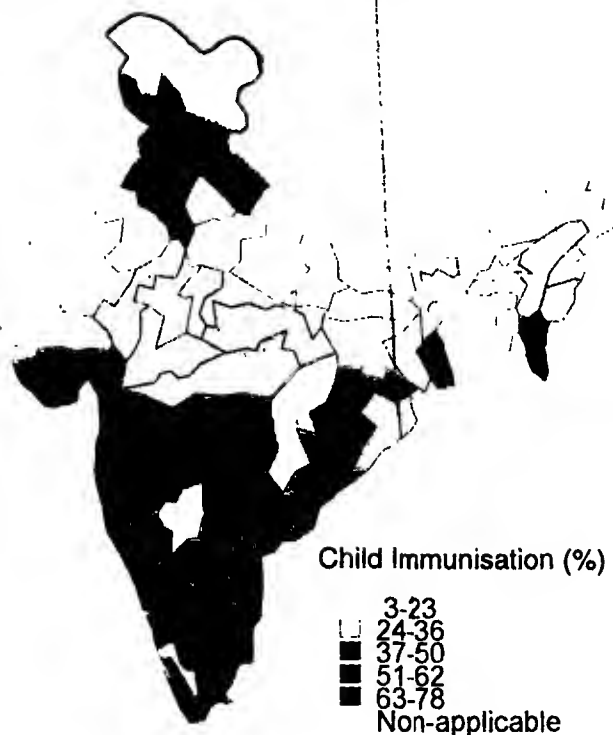 Child Immunisation (%)
3-23
24-36
37-50
51-62
63-78
Non-applicable